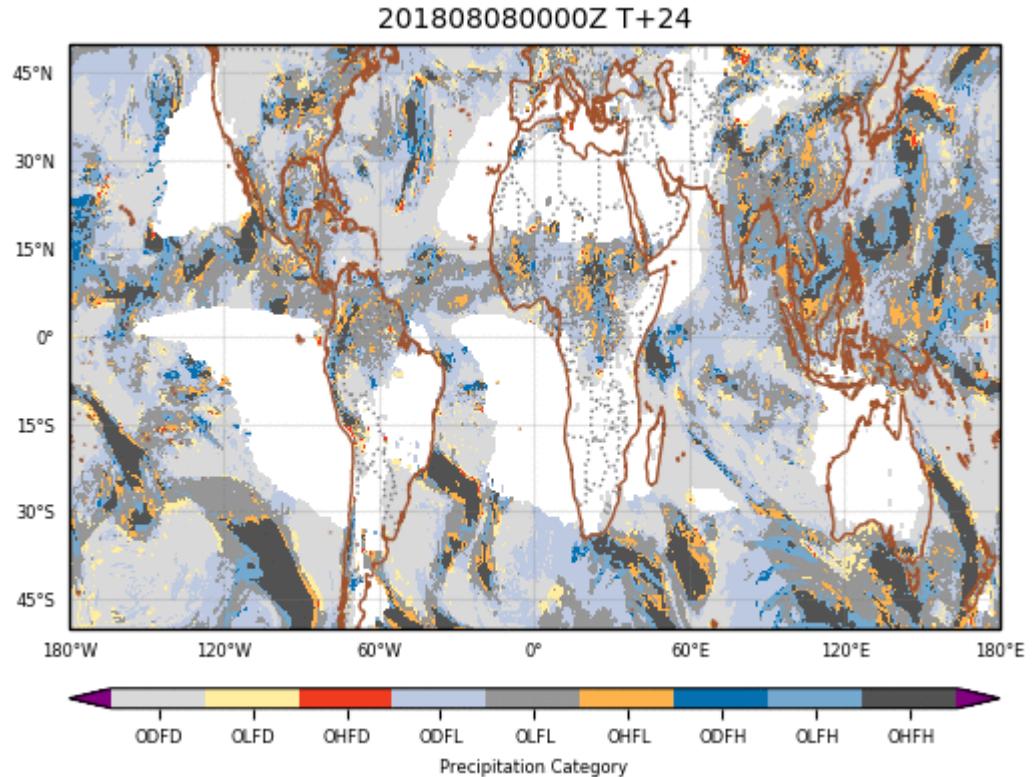 201808080000Z T+24
45°N
30°N
15°N
0°
15°S
30°S
45°S
180°W 120°W 60°W 0° 60°E 120°E 180°E
ODFD OLFD OHFD ODFL OLFL OHFL ODFH OLFH OHFH
Precipitation Category